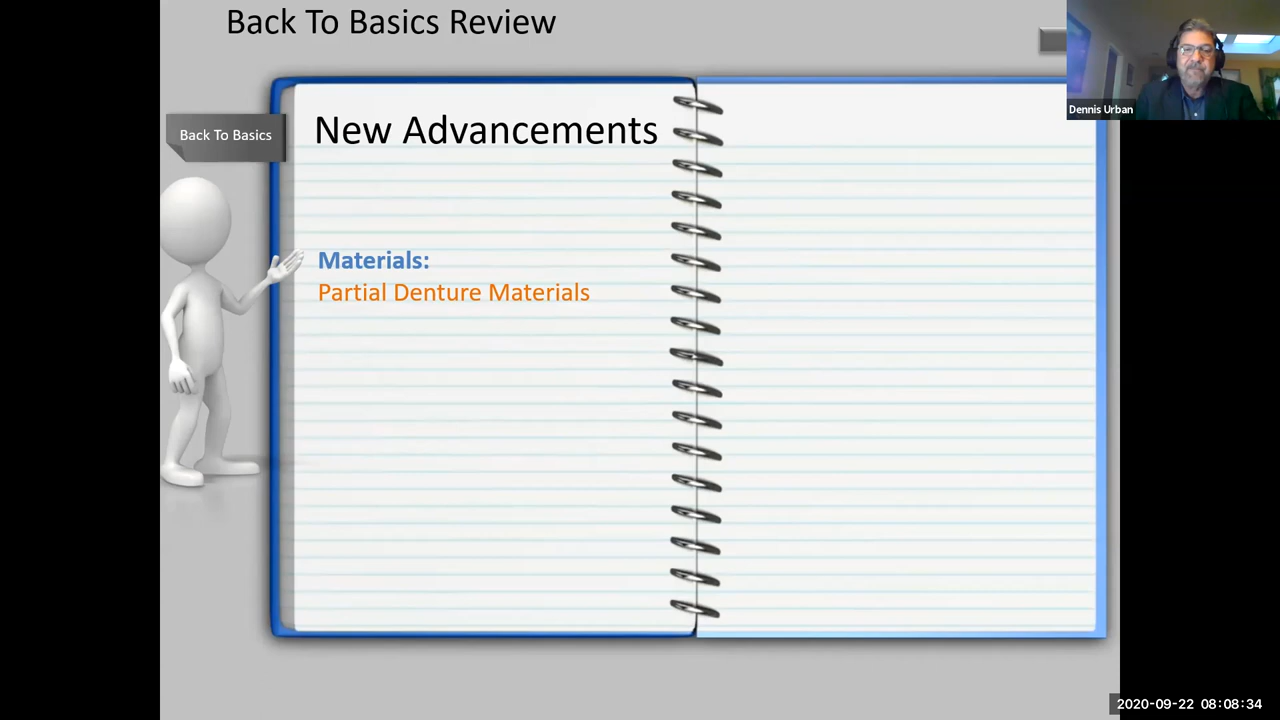 Back To Basics Review
Dennis Urban
Back To Basics
New Advancements
Materials:
Partial Denture Materials
2020-09-22 08:08:34